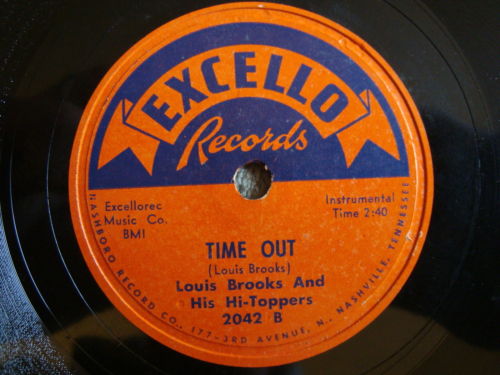 EXCELLO
Records
Excellorec
Music Co.
BMI
Instrumental
Time 2:40
TIME OUT
(Louis Brooks)
Louis Brooks And
His Hi-Toppers
2042 B
NASHBORO RECORD CO., 177-3RD AVENUE, N., NASHVILLE, TENNESSEE